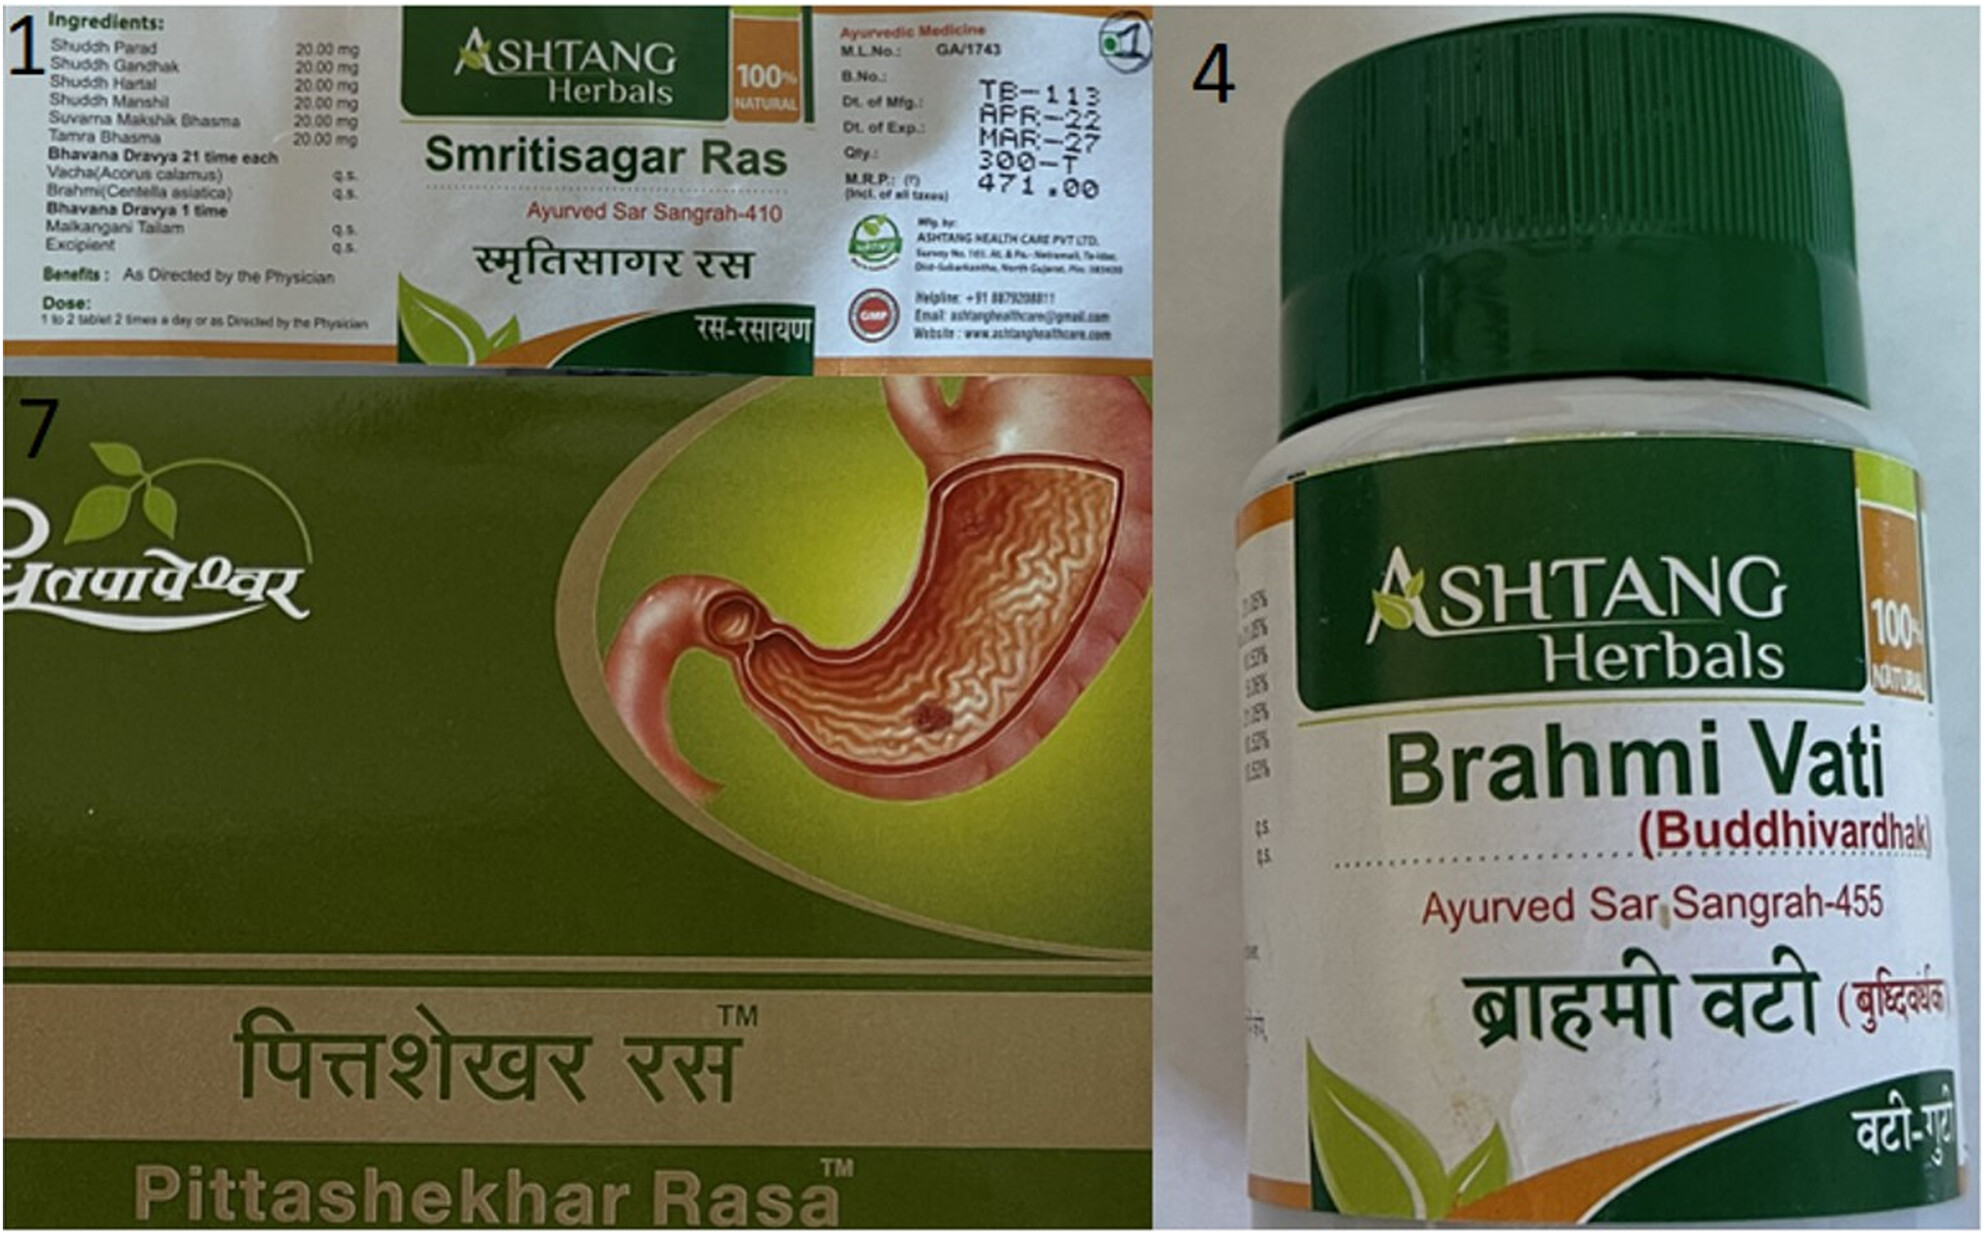 1
Ingredients:
Shuddh Parad 20.00 mg
Shuddh Gandhak 20.00 mg
Shuddh Hartal 20.00 mg
Shuddh Manshil 20.00 mg
Suvarna Makshik Bhasma 20.00 mg
Tamra Bhasma 20.00 mg
Bhavana Dravya 21 time each
Vacha(Acorus calamus) q.s.
Brahmi(Centella asiatica) q.s.
Bhavana Dravya 1 time
Malkangani Tailam q.s.
Excipient q.s.
Benefits : As Directed by the Physician
Dose:
1 to 2 tablet 2 times a day or as Directed by the Physician
ASHTANG
Herbals
100%
NATURAL
Smritisagar Ras
Ayurved Sar Sangrah-410
स्मृतिसागर रस
रस-रसायण
Ayurvedic Medicine
M.L.No.: GA/1743
B.No.: TB-113
Dt. of Mfg.: APR-22
Dt. of Exp.: MAR-27
Qty.: 300-T
M.R.P.: (₹) 471.00
(Incl. of all taxes)
1
Mfg. by:
ASHTANG HEALTH CARE PVT LTD.
Dist-Sabarkantha, North Gujarat,
GMP
Helpline: +91 8879208811
Email: ashtanghealthcare@gmail.com
Website : www.ashtanghealthcare.com
7
धूतपापेश्वर
पित्तशेखर रस™
Pittashekhar Rasa™
4
ASHTANG
Herbals
100%
NATURAL
Brahmi Vati
(Buddhivardhak)
Ayurved Sar Sangrah-455
ब्राहमी वटी (बुध्दिवर्धक
वटी-गुटी
q.s.
q.s.